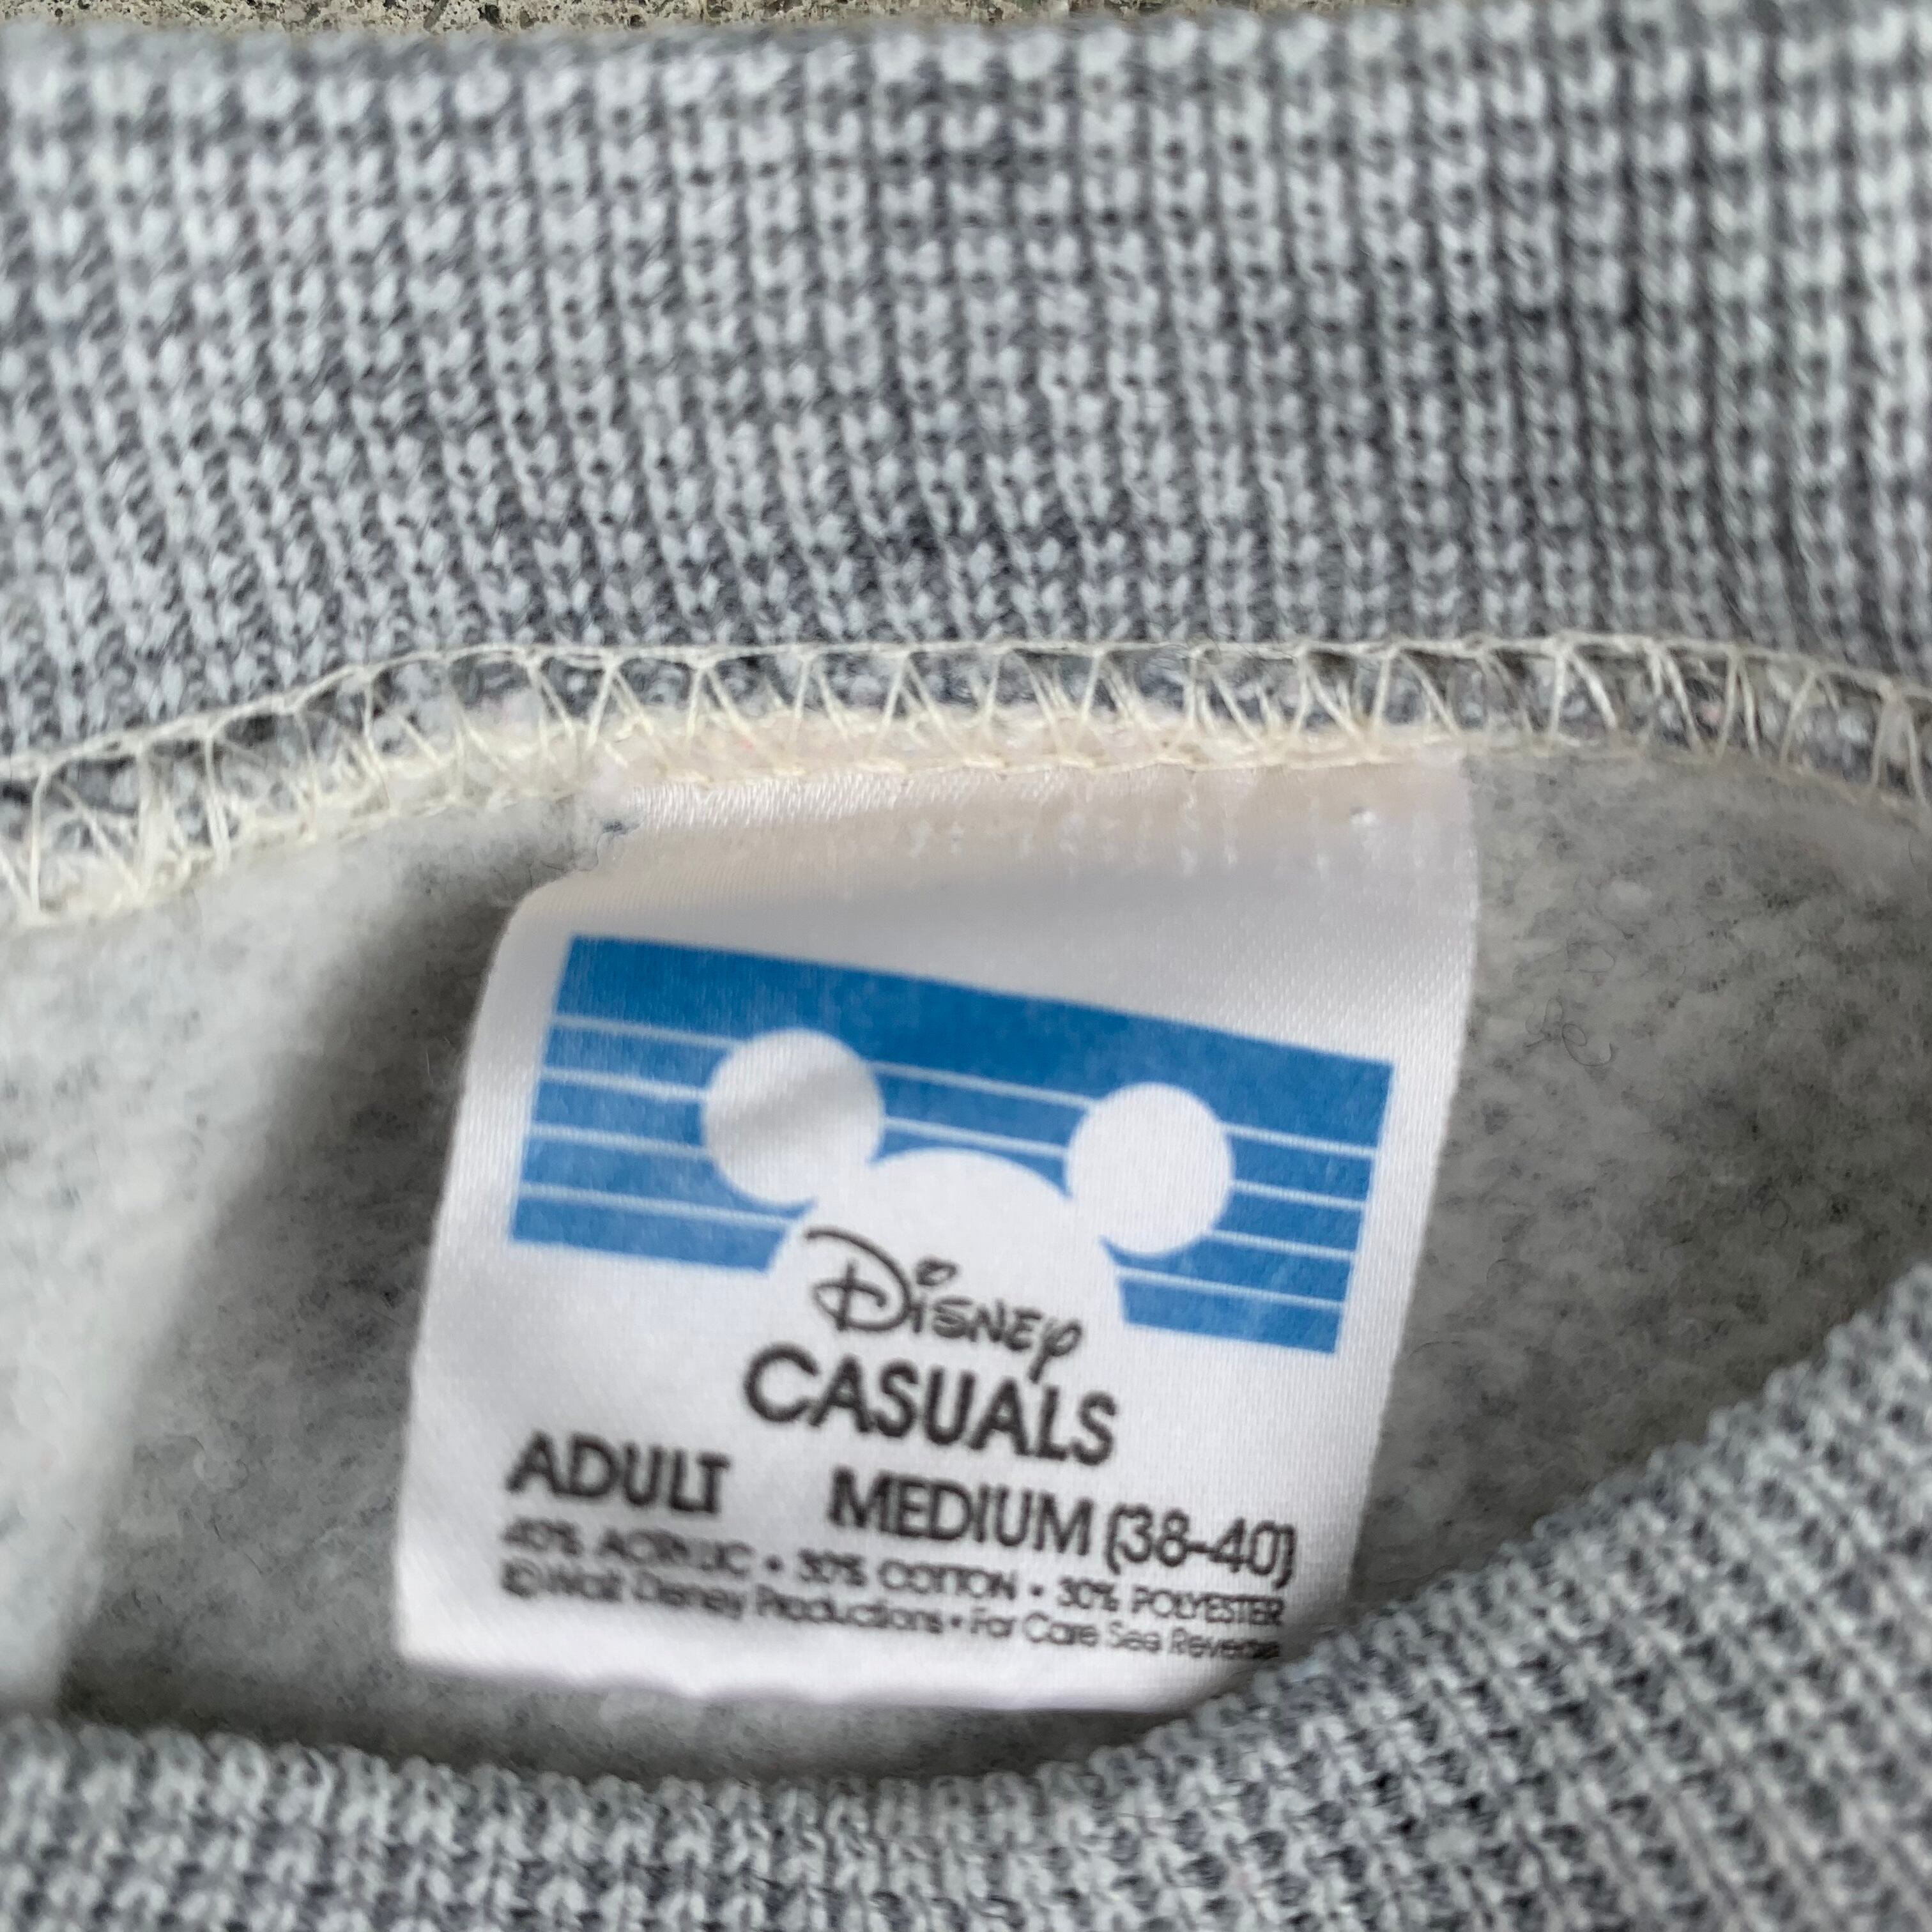 Disney
CASUALS
ADULT MEDIUM (38-40)
40% ACRYLIC • 30% COTTON • 30% POLYESTER
©Walt Disney Productions • For Care See Reverse